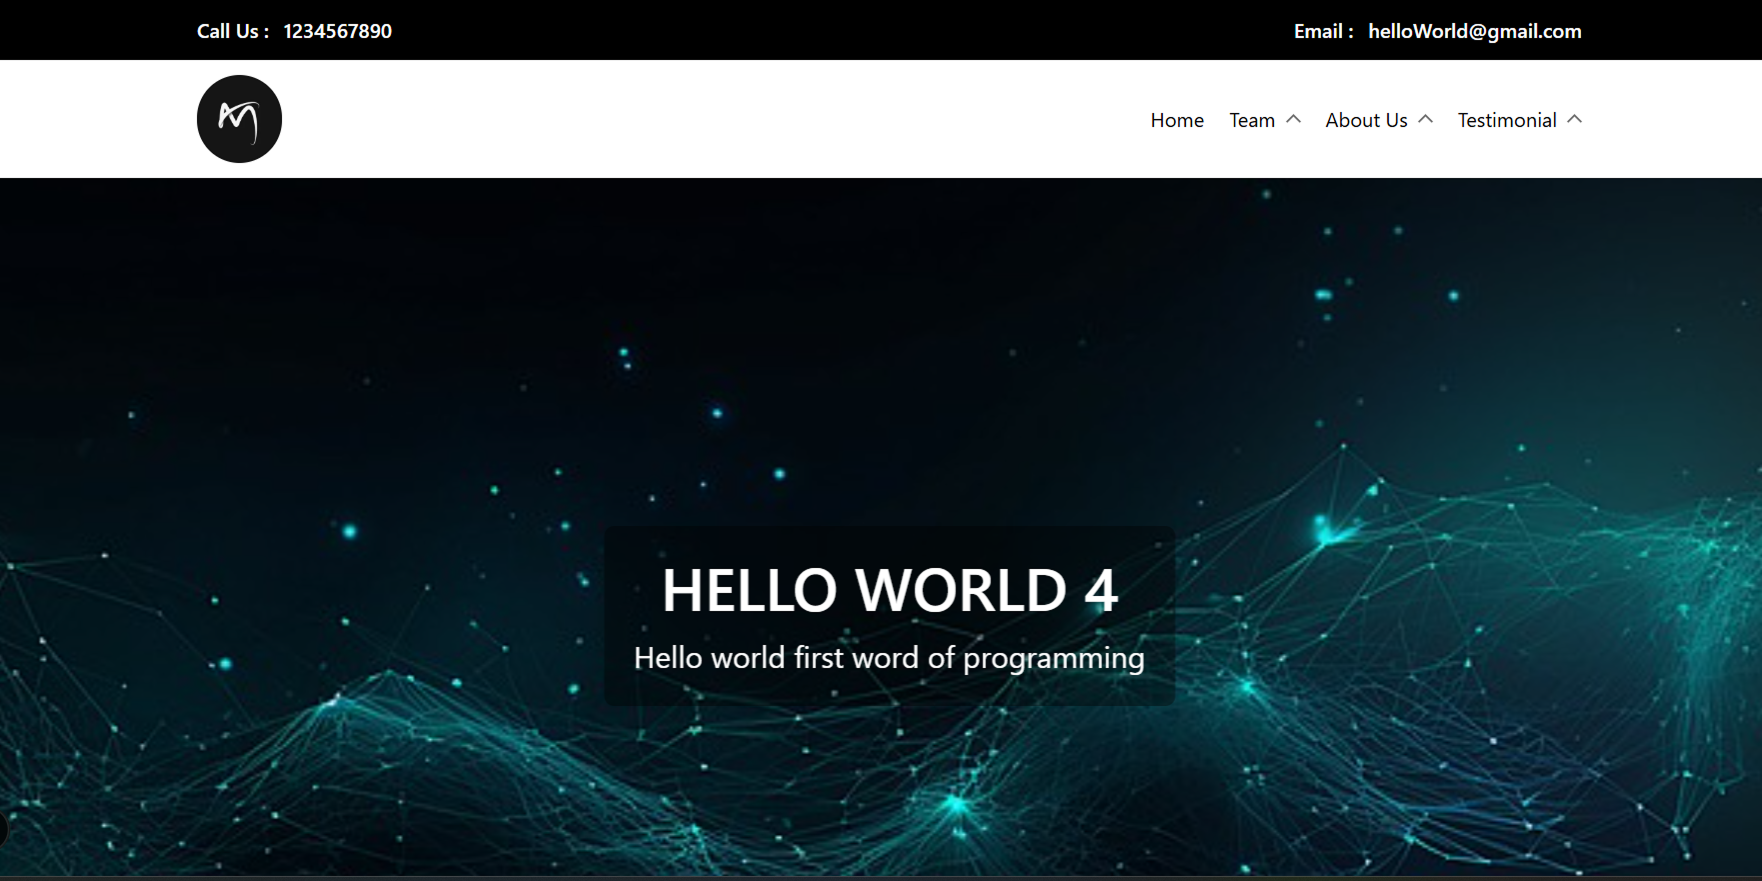 Call Us : 1234567890
Email : helloWorld@gmail.com
Home Team About Us Testimonial
HELLO WORLD 4
Hello world first word of programming